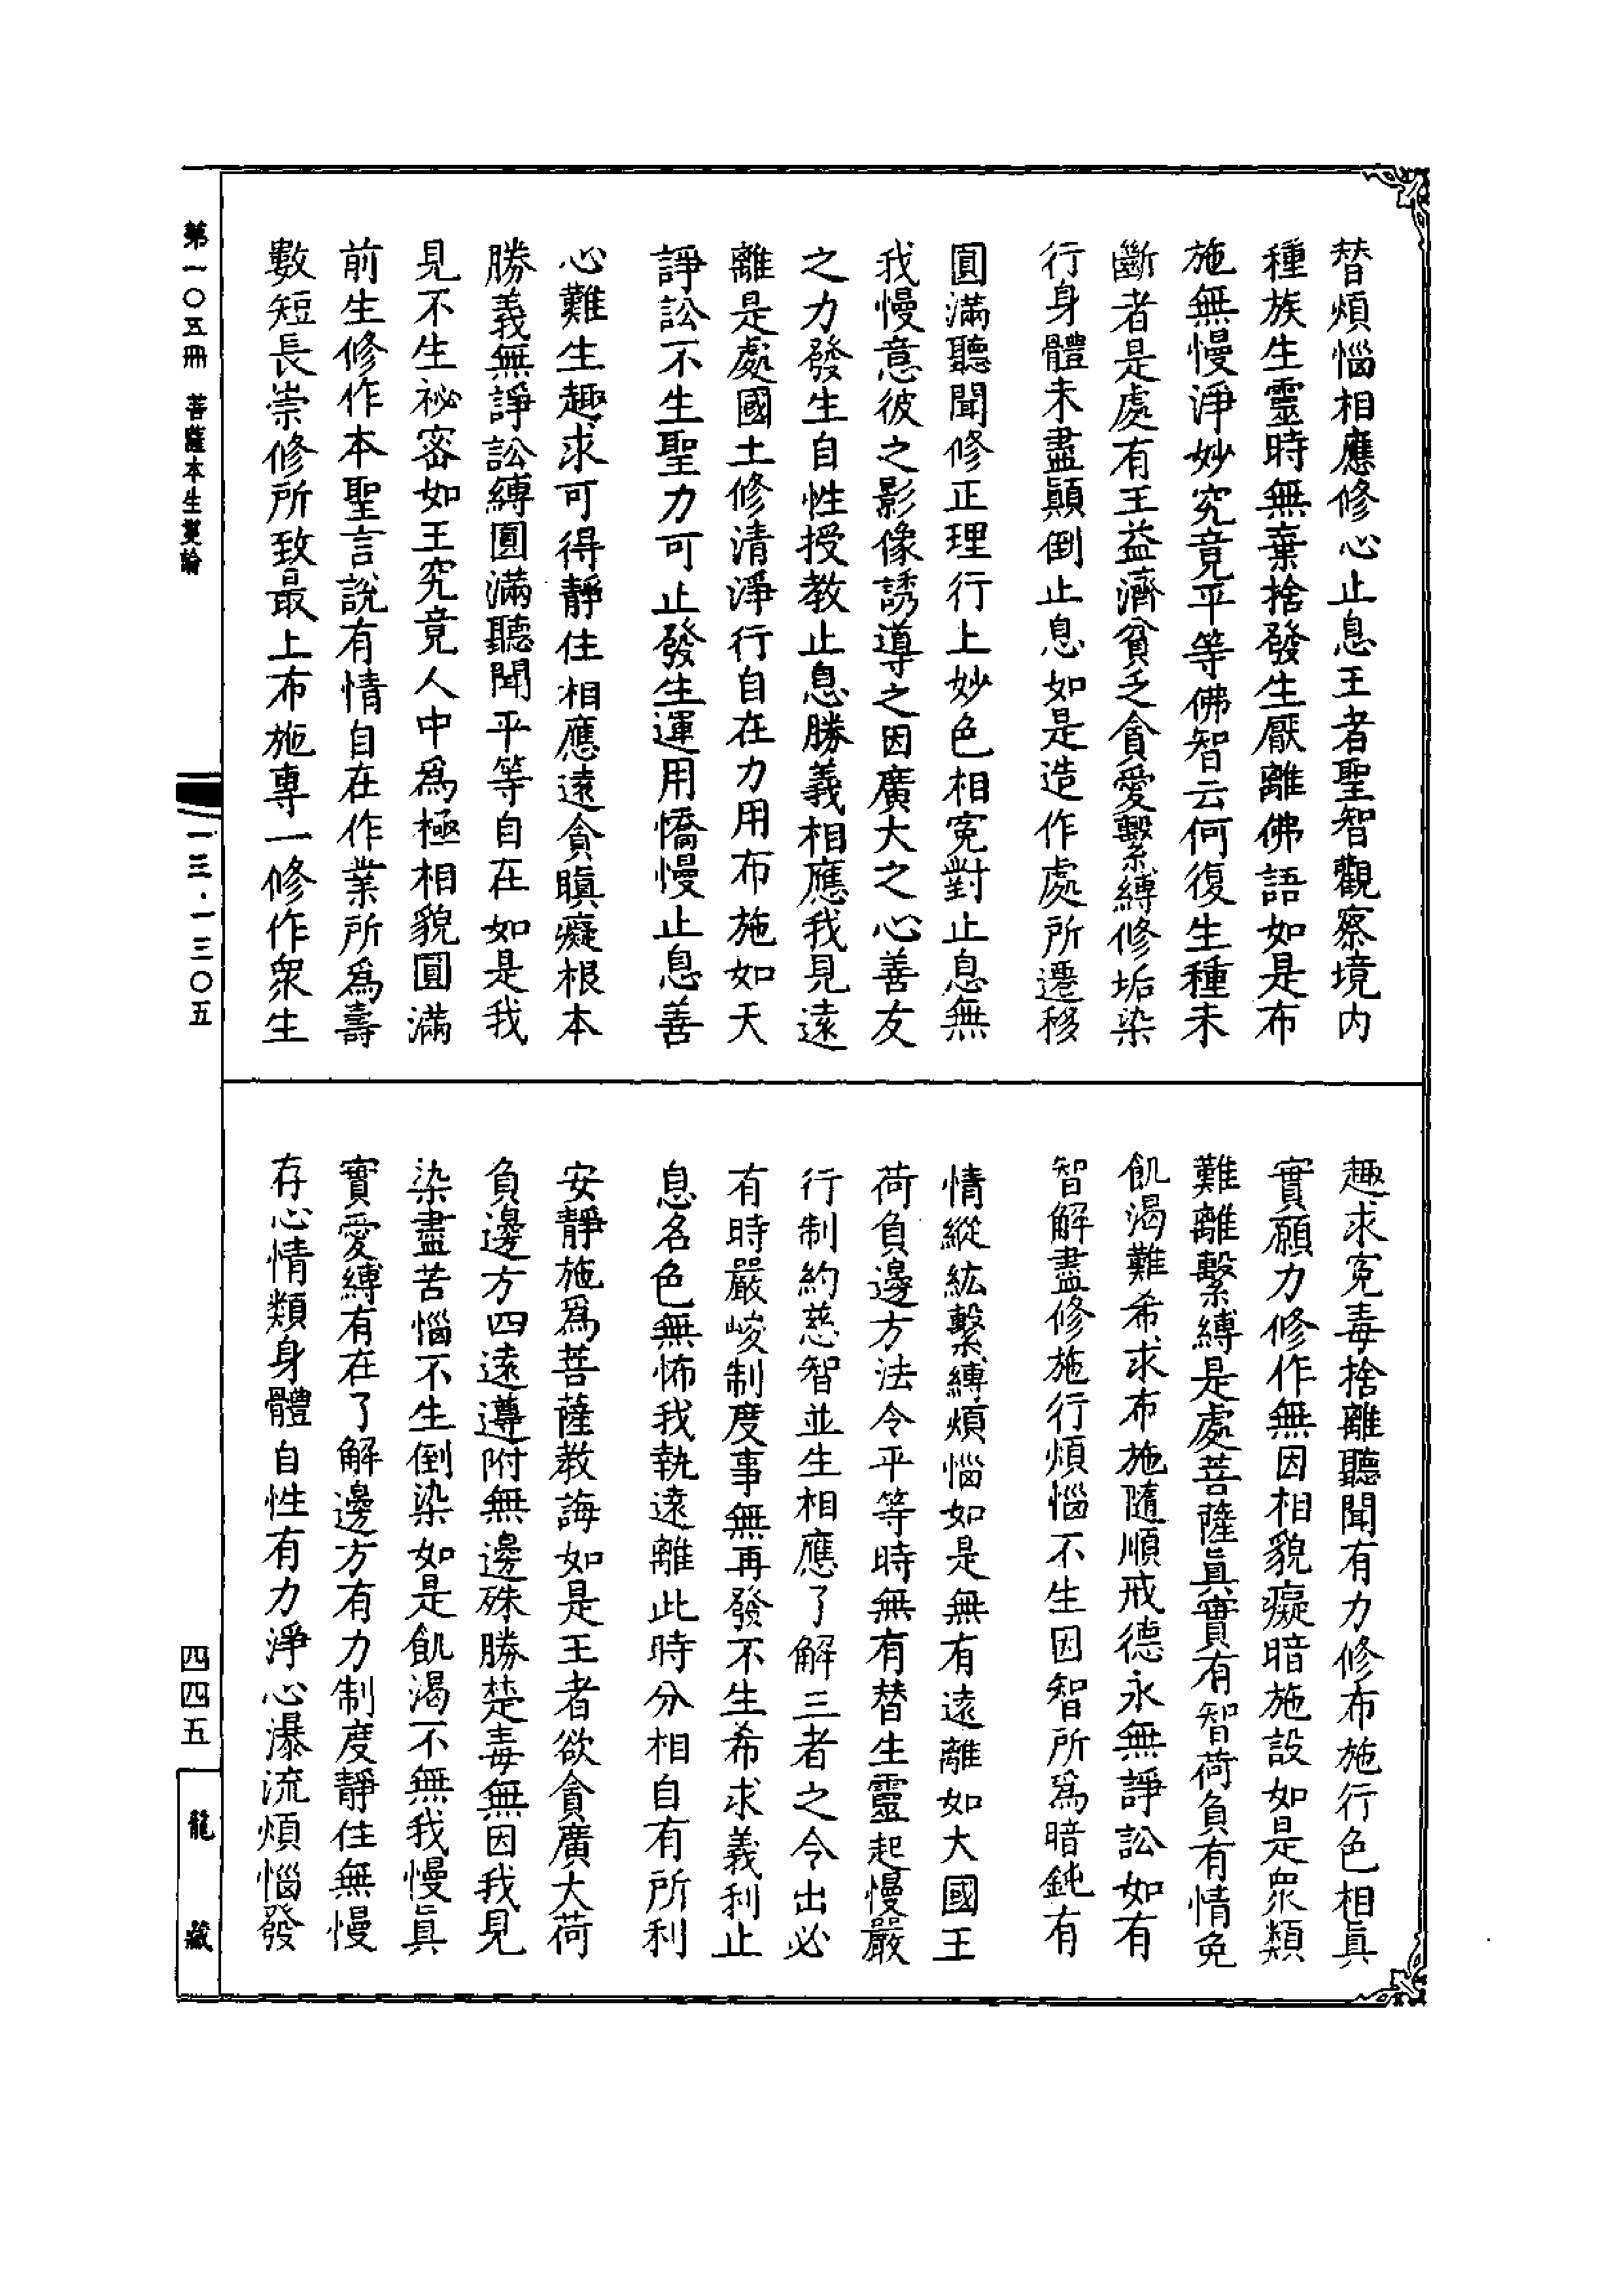 替煩惱相應修心止息王者聖智觀察境内
種族生靈時無棄捨發生厭離佛語如是布
施無慢淨妙究竟平等佛智云何復生種未
斷者是處有王益濟貧乏貪愛繫縛修垢染
行身體未盡顛倒止息如是造作處所遷移
圓滿聽聞修正理行上妙色相寃對止息無
我慢意彼之影像誘導之因廣大之心善友
之力發生自性授教止息勝義相應我見遠
離是處國土修清淨行自在力用布施如天
諍訟不生聖力可止發生運用憍慢止息善
心難生趣求可得靜住相應遠貪瞋癡根本
勝義無諍訟縛圓滿聽聞平等自在如是我
見不生祕密如王究竟人中爲極相貌圓滿
前生修作本聖言說有情自在作業所爲壽
數短長崇修所致最上布施專一修作衆生
趣求寃毒捨離聽聞有力修布施行色相眞
實願力修作無因相貌癡暗施設如是衆類
難離繫縛是處菩薩眞實有智荷負有情免
飢渴難希求布施隨順戒德永無諍訟如有
智解盡修施行煩惱不生因智所爲暗鈍有
情縱紘繫縛煩惱如是無有遠離如大國王
荷負邊方法令平等時無有替生靈起慢嚴
行制約慈智並生相應了解三者之令出必
有時嚴峻制度事無再發不生希求義利止
息名色無怖我執遠離此時分相自有所利
安靜施爲菩薩教誨如是王者欲貪廣大荷
負邊方四遠遵附無邊殊勝楚毒無因我見
染盡苦惱不生倒染如是飢渴不無我慢眞
實愛縛有在了解邊方有力制度靜住無慢
存心情類身體自性有力淨心瀑流煩惱發
第一〇五冊 菩薩本生鬘論
一三·一三〇五
四四五
龍藏